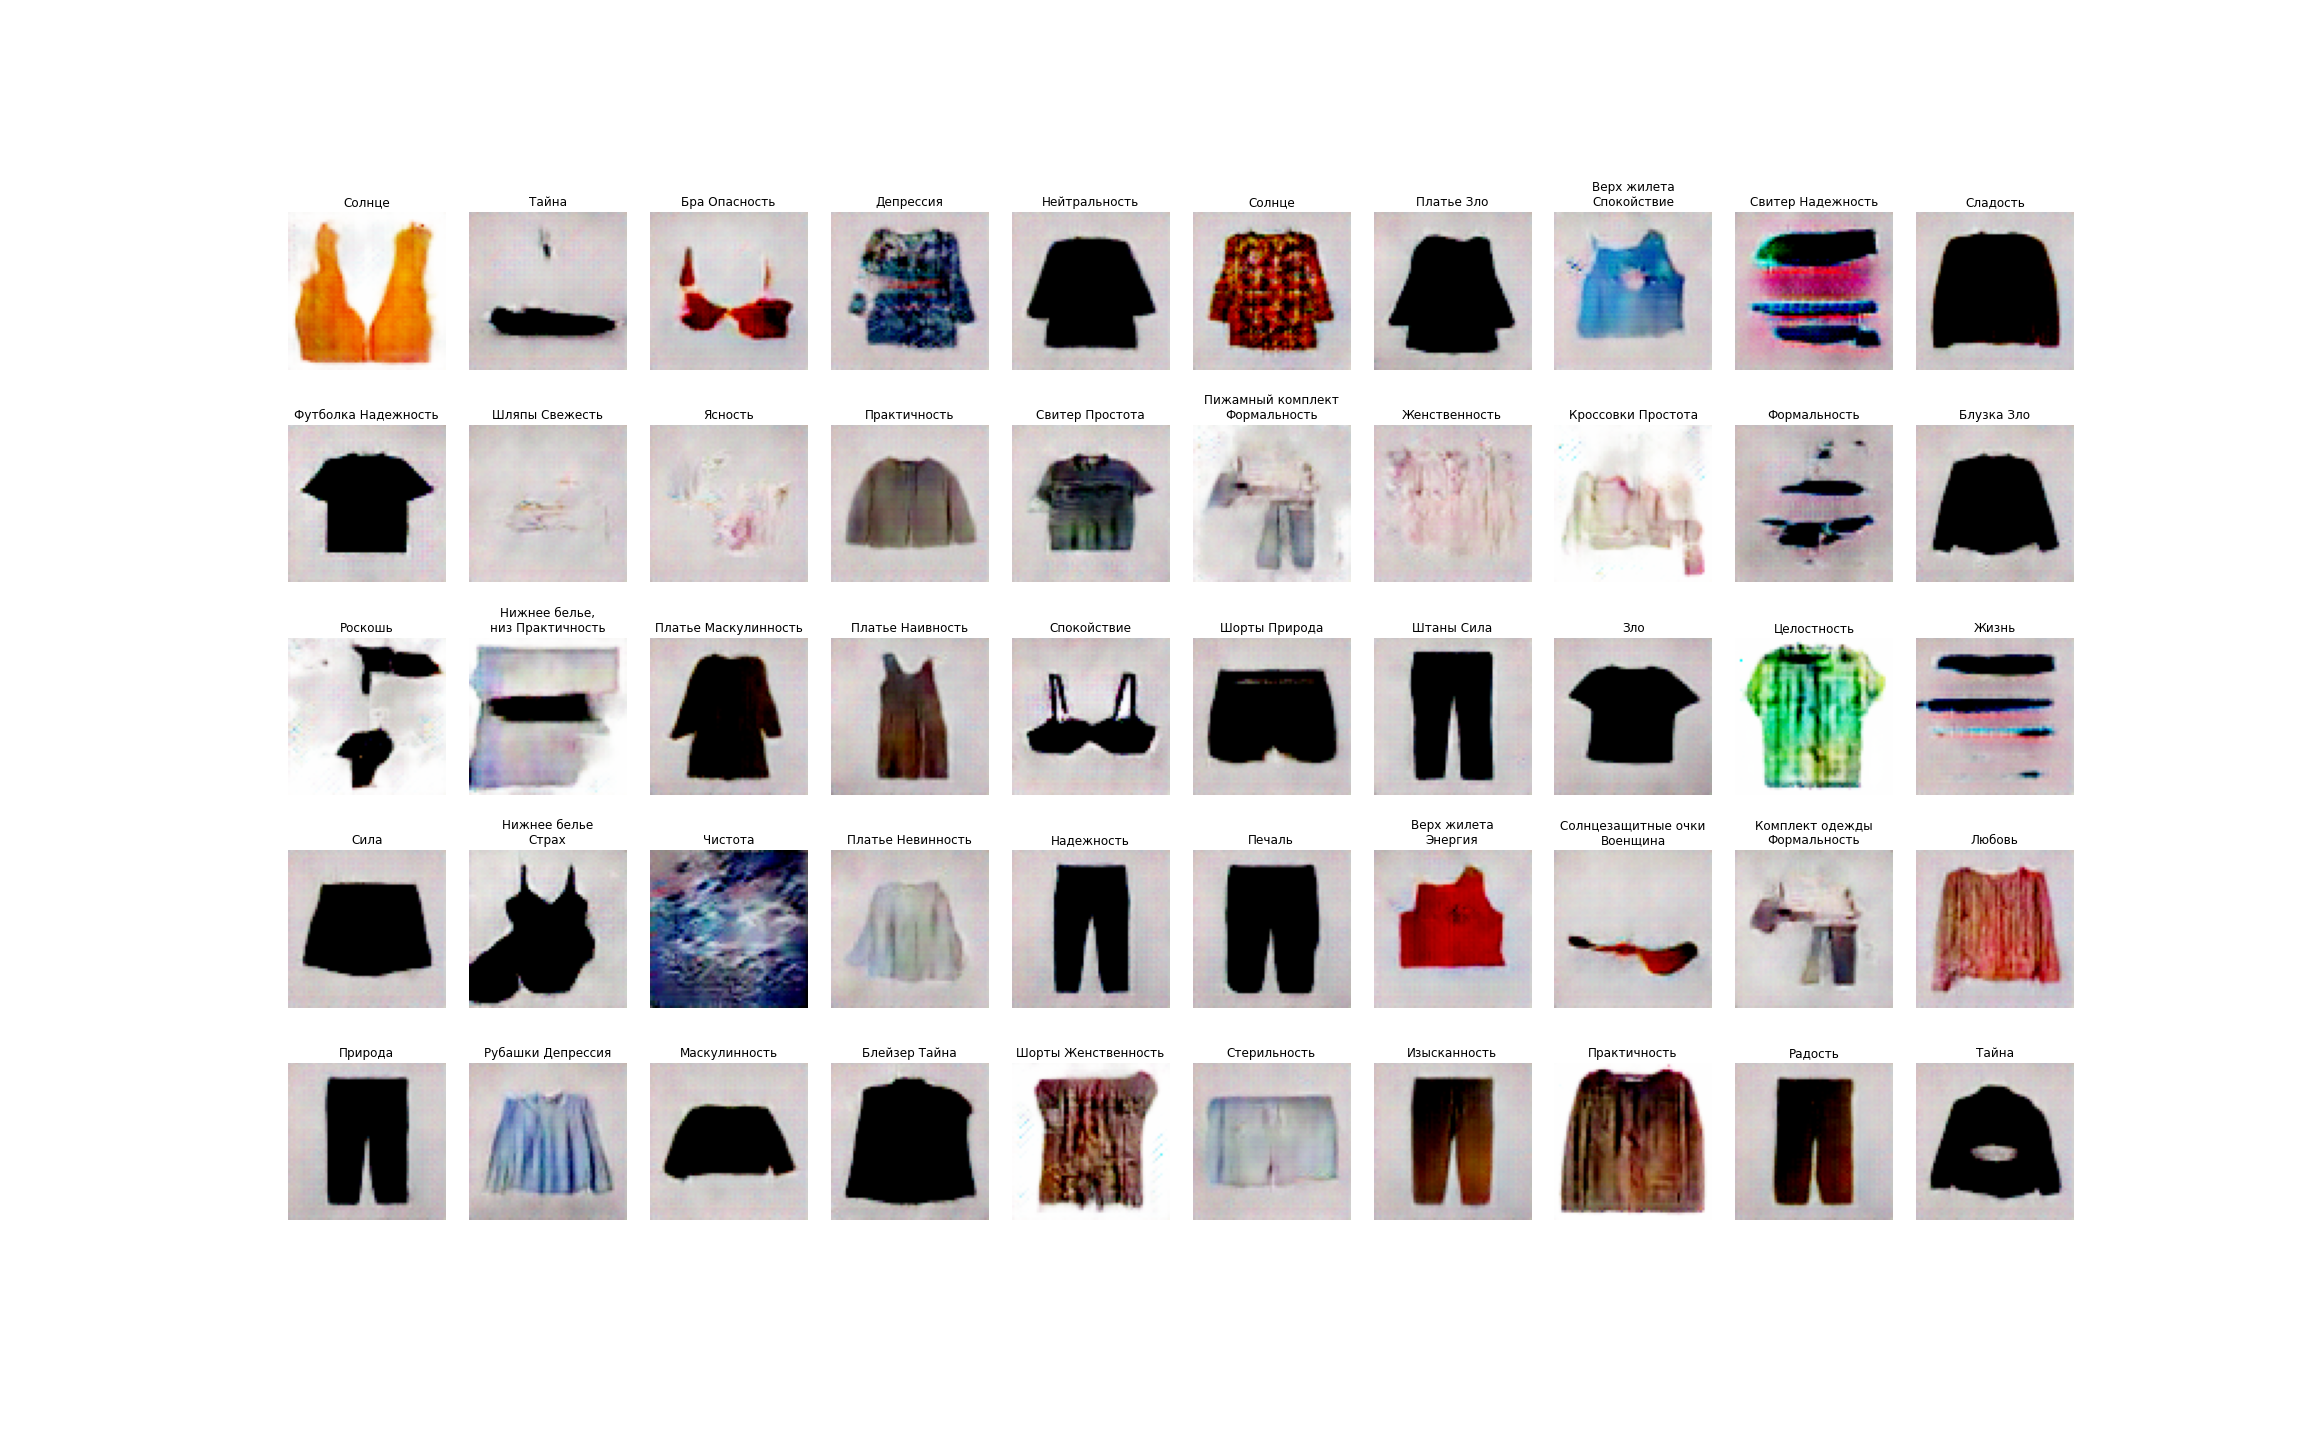 Солнце
Тайна
Бра Опасность
Депрессия
Нейтральность
Солнце
Платье Зло
Верх жилета
Спокойствие
Свитер Надежность
Сладость
Футболка Надежность
Шляпы Свежесть
Ясность
Практичность
Свитер Простота
Пижамный комплект
Формальность
Женственность
Кроссовки Простота
Формальность
Блузка Зло
Роскошь
Нижнее белье,
низ Практичность
Платье Маскулинность
Платье Наивность
Спокойствие
Шорты Природа
Штаны Сила
Зло
Целостность
Жизнь
Сила
Нижнее белье
Страх
Чистота
Платье Невинность
Надежность
Печаль
Верх жилета
Энергия
Солнцезащитные очки
Военщина
Комплект одежды
Формальность
Любовь
Природа
Рубашки Депрессия
Маскулинность
Блейзер Тайна
Шорты Женственность
Стерильность
Изысканность
Практичность
Радость
Тайна